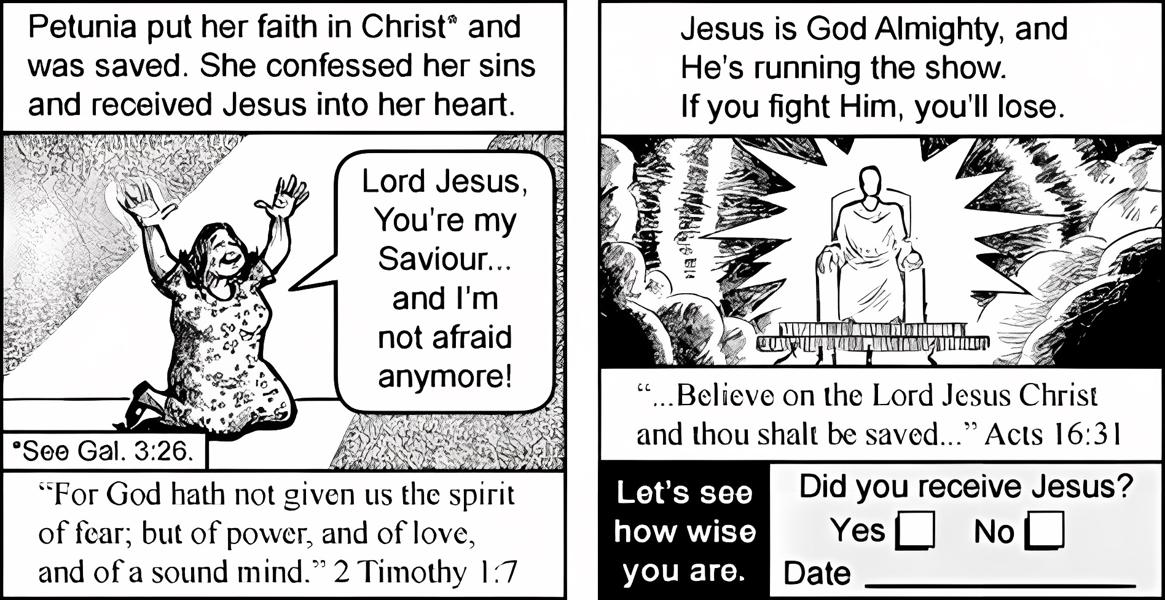 Petunia put her faith in Christ* and
was saved. She confessed her sins
and received Jesus into her heart.
Lord Jesus,
You're my
Saviour...
and I'm
not afraid
anymore!
*See Gal. 3:26.
“For God hath not given us the spirit
of fear; but of power, and of love,
and of a sound mind.” 2 Timothy 1:7
Jesus is God Almighty, and
He's running the show.
If you fight Him, you'll lose.
“...Believe on the Lord Jesus Christ
and thou shalt be saved...” Acts 16:31
Let's see
how wise
you are.
Did you receive Jesus?
Yes No
Date